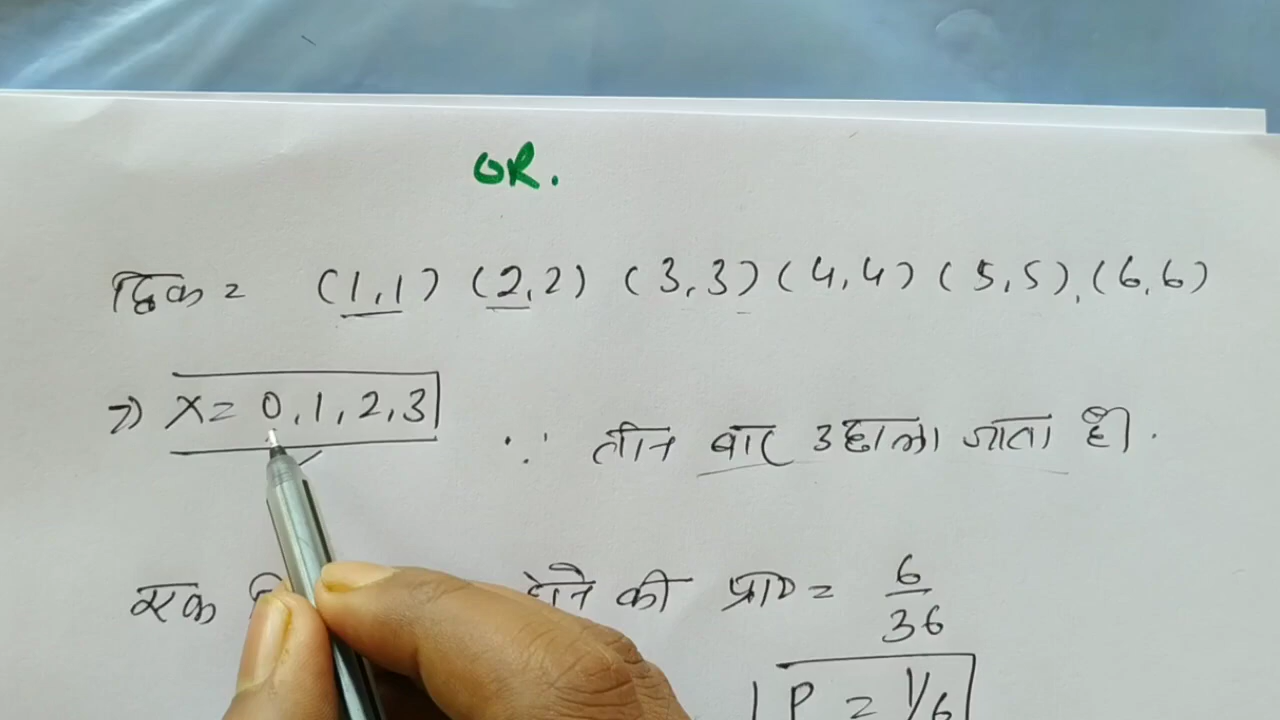 OR.
द्विक = (1,1) (2,2) (3,3) (4,4) (5,5), (6,6)
⇒ X = 0,1,2,3 ∵ तीन बार उछाला जाता है।
एक होने की प्रा॰ = 6/36
P = 1/6